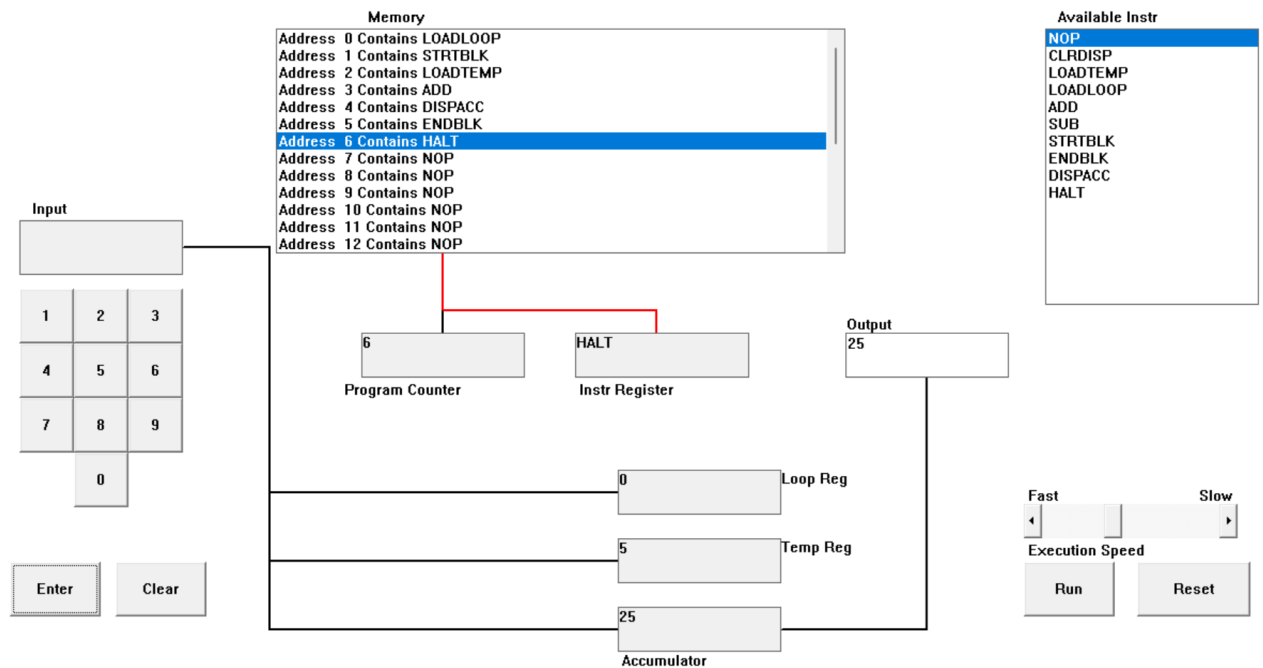 Memory
Address 0 Contains LOADLOOP
Address 1 Contains STRTBLK
Address 2 Contains LOADTEMP
Address 3 Contains ADD
Address 4 Contains DISPACC
Address 5 Contains ENDBLK
Address 6 Contains HALT
Address 7 Contains NOP
Address 8 Contains NOP
Address 9 Contains NOP
Address 10 Contains NOP
Address 11 Contains NOP
Address 12 Contains NOP
Available Instr
NOP
CLRDISP
LOADTEMP
LOADLOOP
ADD
SUB
STRTBLK
ENDBLK
DISPACC
HALT
Input
1 2 3
4 5 6
7 8 9
0
Enter Clear
6
Program Counter
HALT
Instr Register
Output
25
0 Loop Reg
5 Temp Reg
25
Accumulator
Fast Slow
Execution Speed
Run Reset